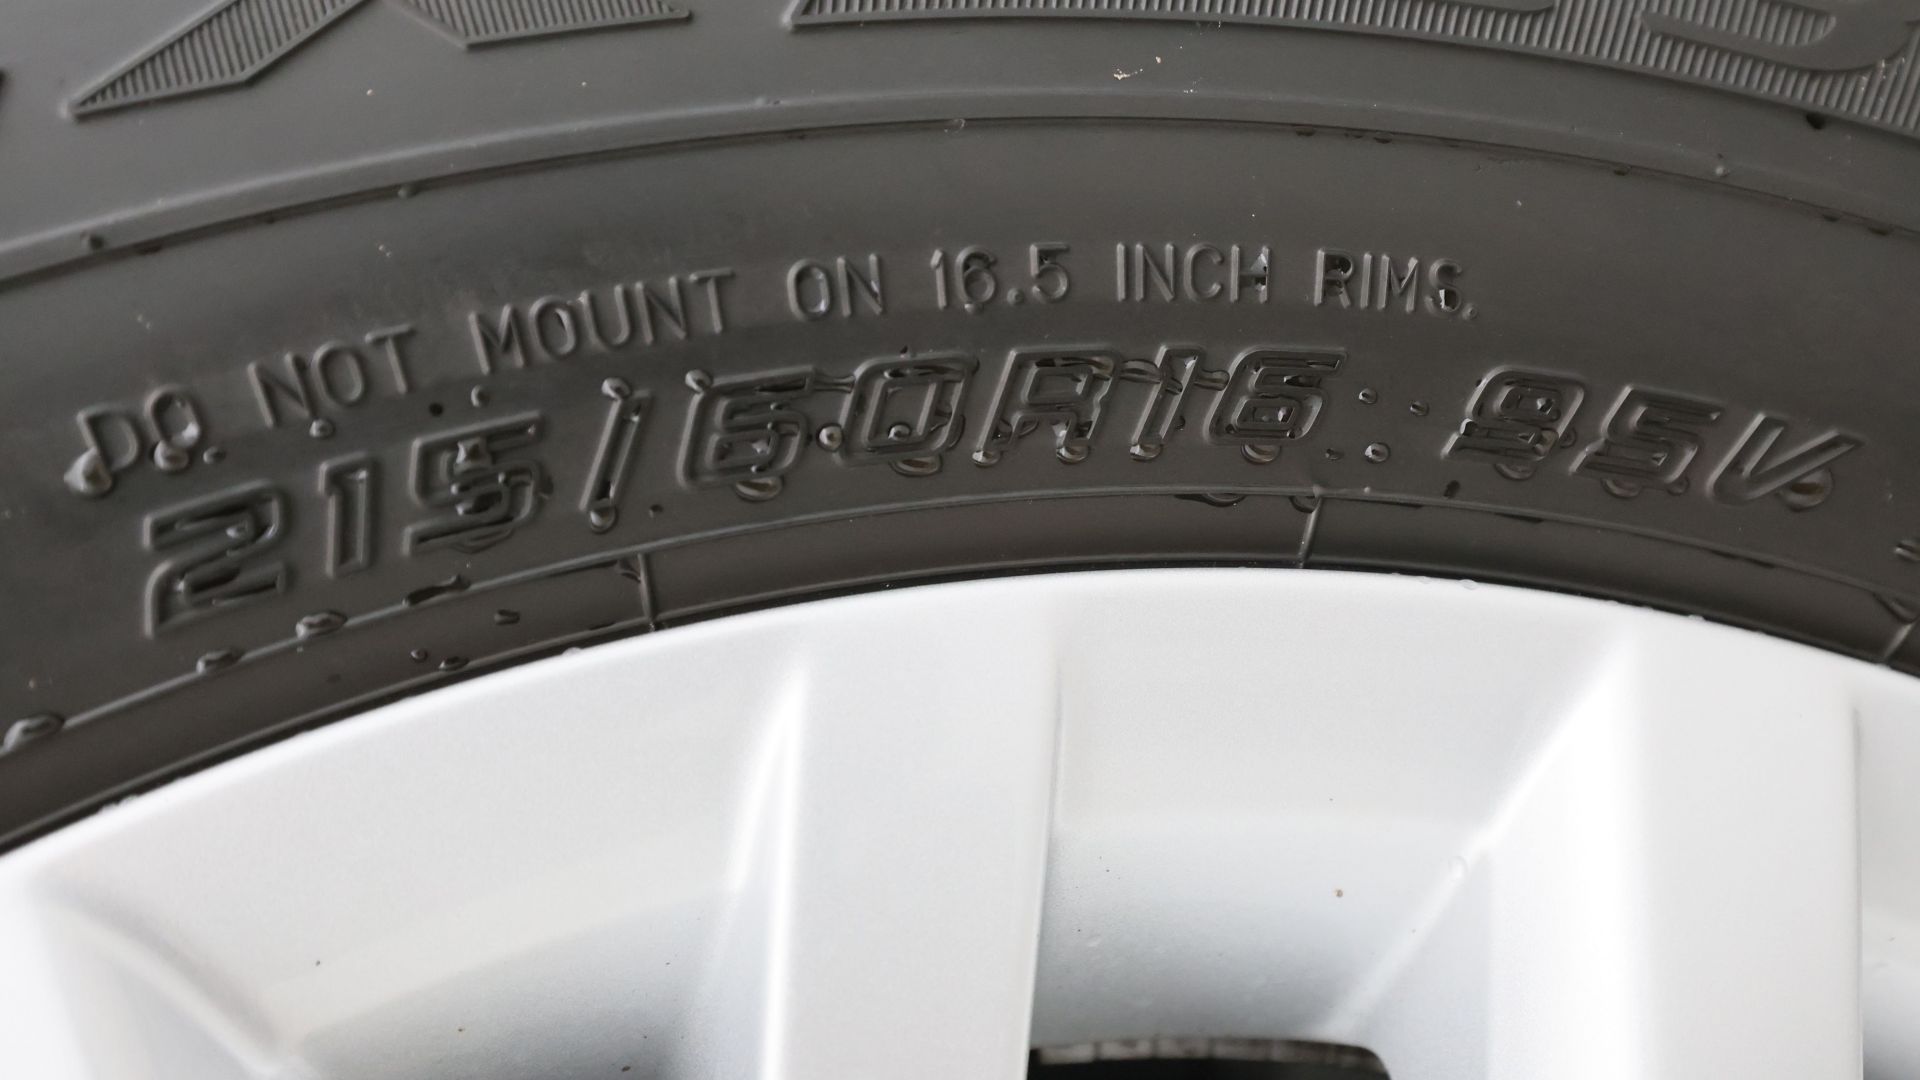 DO NOT MOUNT ON 16.5 INCH RIMS.
215/60R16 95V